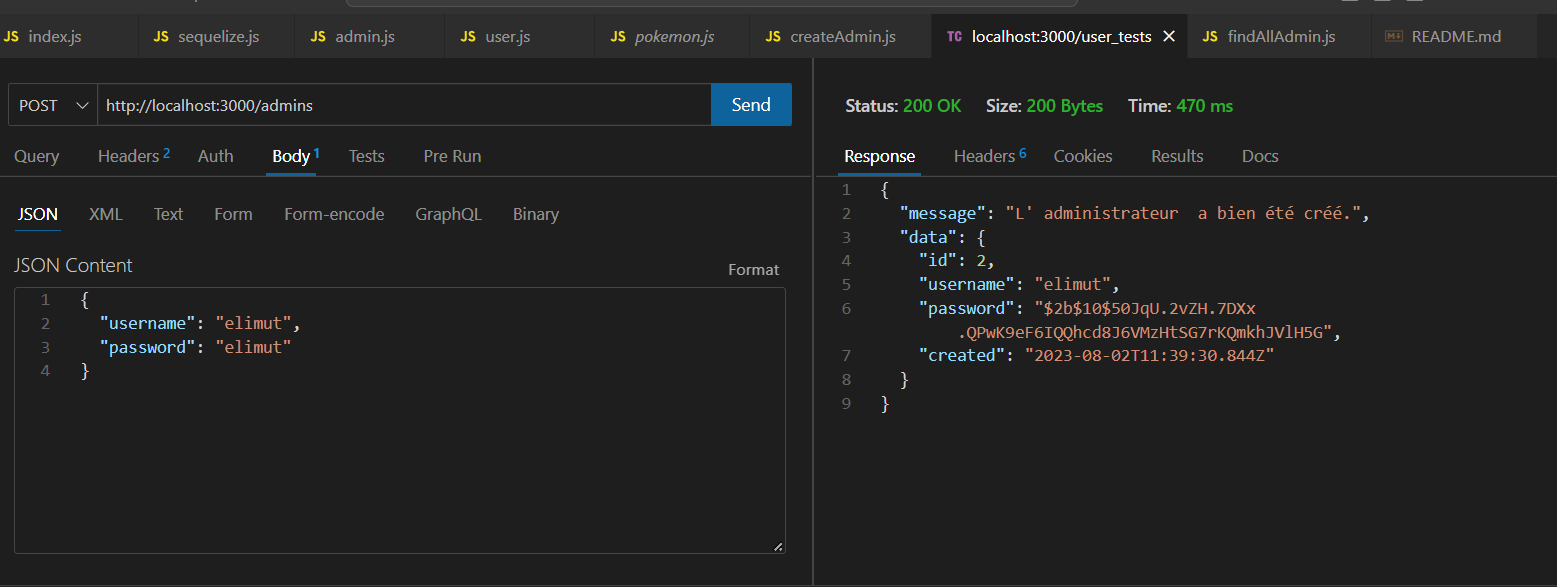 JS index.js JS sequelize.js JS admin.js JS user.js JS pokemon.js JS createAdmin.js TC localhost:3000/user_tests × JS findAllAdmin.js README.md
POST http://localhost:3000/admins Send
Query Headers 2 Auth Body 1 Tests Pre Run
JSON XML Text Form Form-encode GraphQL Binary
JSON Content
Format
1 {
2 "username": "elimut",
3 "password": "elimut"
4 }
Status: 200 OK Size: 200 Bytes Time: 470 ms
Response Headers 6 Cookies Results Docs
1 {
2 "message": "L' administrateur  a bien été créé.",
3 "data": {
4 "id": 2,
5 "username": "elimut",
6 "password": "$2b$10$50JqU.2vZH.7DXx
.QPwK9eF6IQQhcd8J6VMzHtSG7rKQmkhJVlH5G",
7 "created": "2023-08-02T11:39:30.844Z"
8 }
9 }